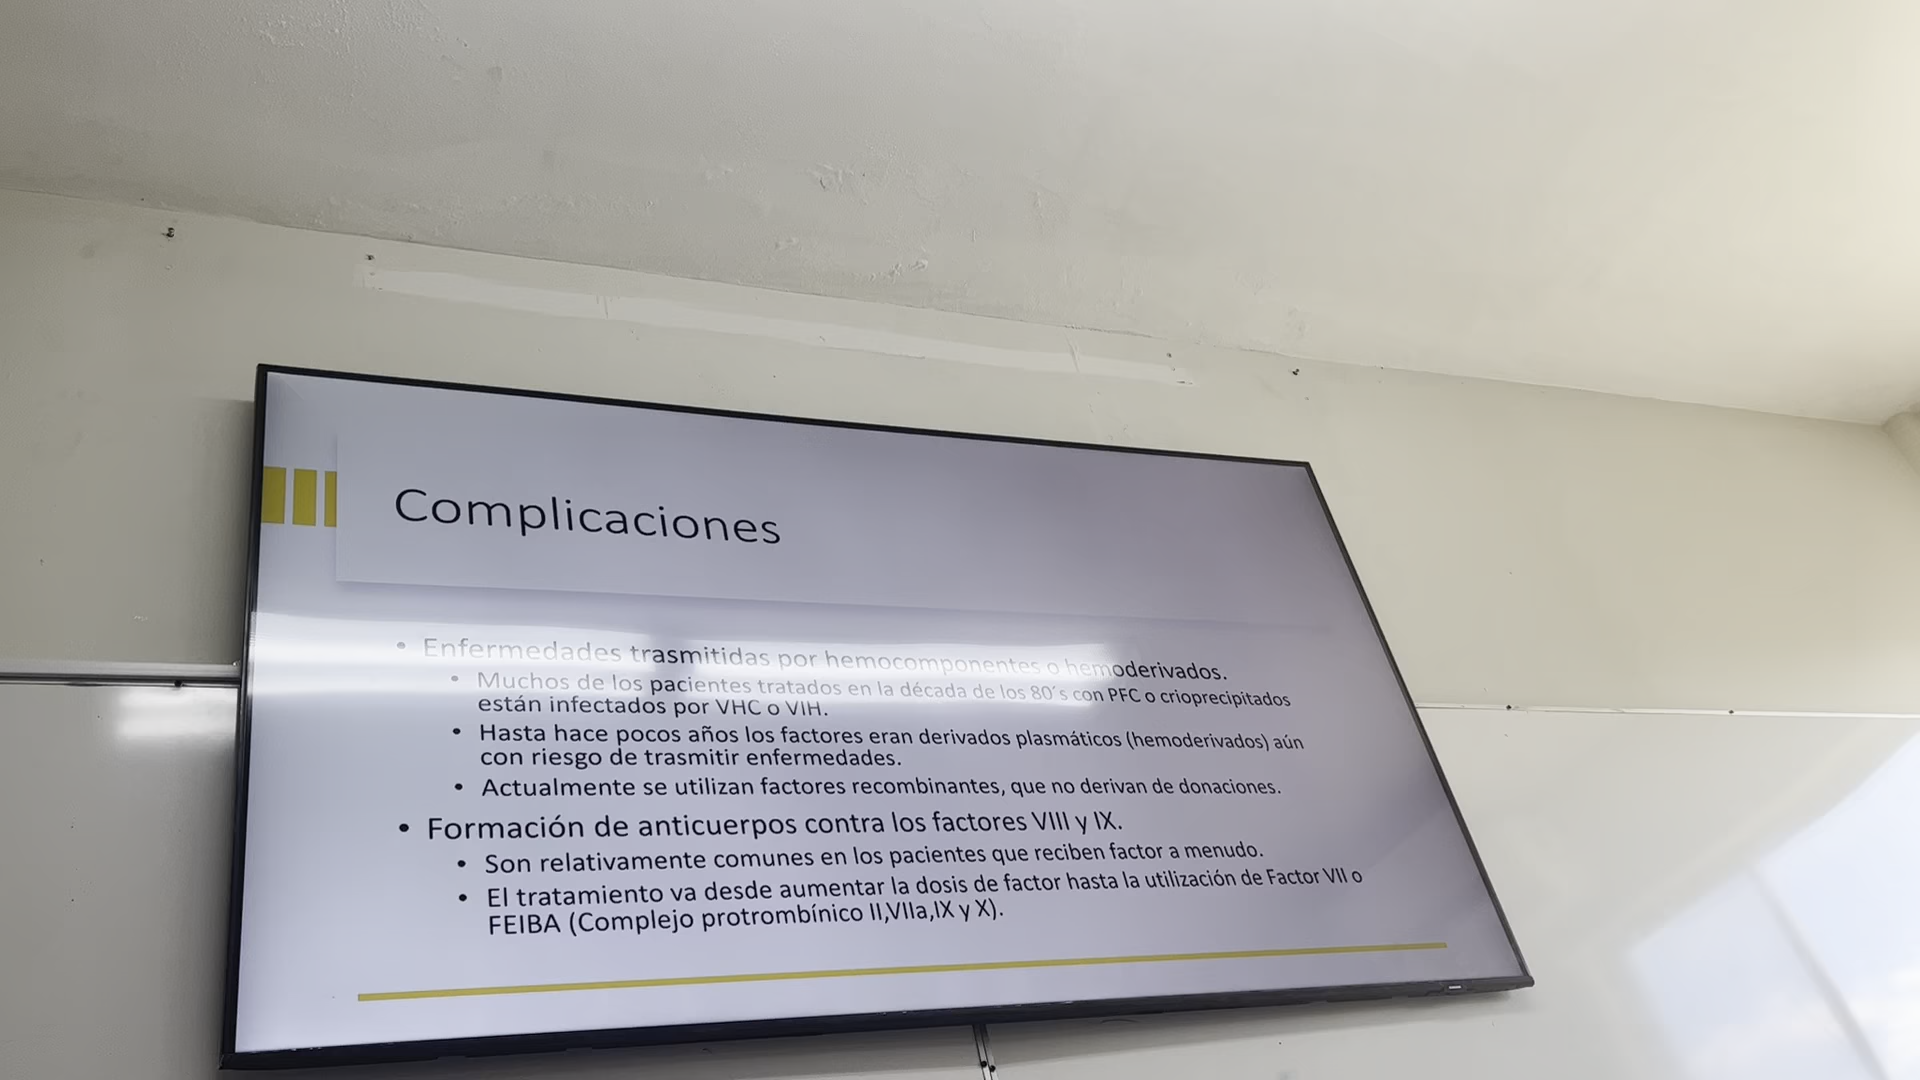 Complicaciones
• Enfermedades trasmitidas por hemocomponentes o hemoderivados.
• Muchos de los pacientes tratados en la década de los 80´s con PFC o crioprecipitados
están infectados por VHC o VIH.
• Hasta hace pocos años los factores eran derivados plasmáticos (hemoderivados) aún
con riesgo de trasmitir enfermedades.
• Actualmente se utilizan factores recombinantes, que no derivan de donaciones.
• Formación de anticuerpos contra los factores VIII y IX.
• Son relativamente comunes en los pacientes que reciben factor a menudo.
• El tratamiento va desde aumentar la dosis de factor hasta la utilización de Factor VII o
FEIBA (Complejo protrombínico II,VIIa,IX y X).